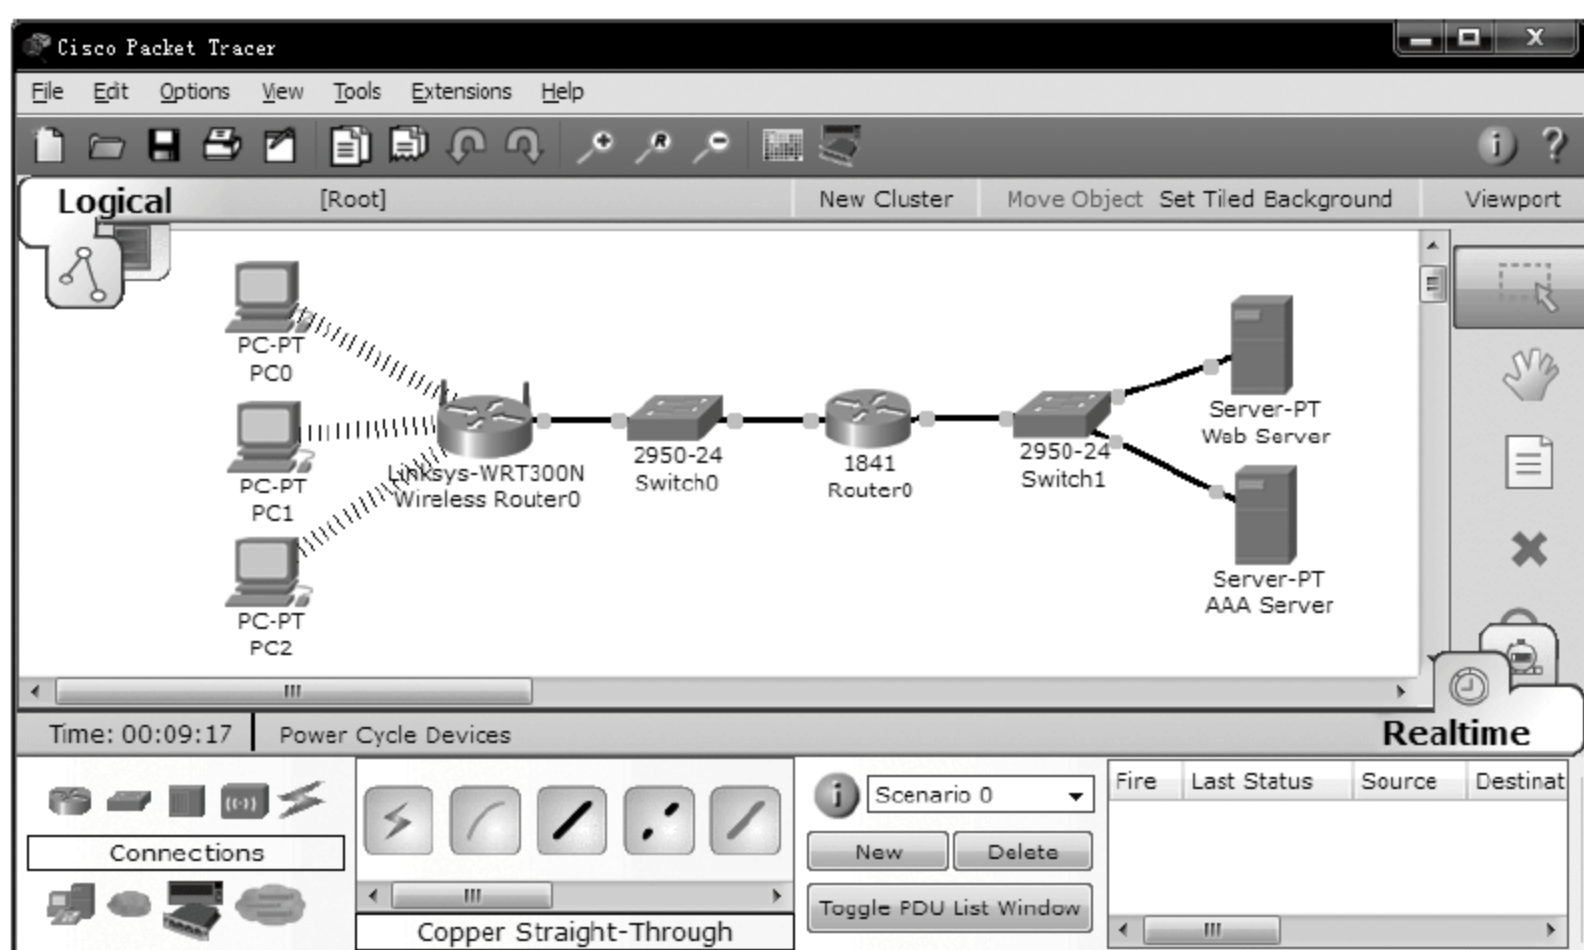 Cisco Packet Tracer
File Edit Options View Tools Extensions Help
Logical [Root] New Cluster Move Object Set Tiled Background Viewport
PC-PT
PC0
PC-PT
PC1
PC-PT
PC2
Linksys-WRT300N
Wireless Router0
2950-24
Switch0
1841
Router0
2950-24
Switch1
Server-PT
Web Server
Server-PT
AAA Server
Time: 00:09:17 Power Cycle Devices Realtime
Connections
Copper Straight-Through
Scenario 0
New Delete
Toggle PDU List Window
Fire Last Status Source Destinat